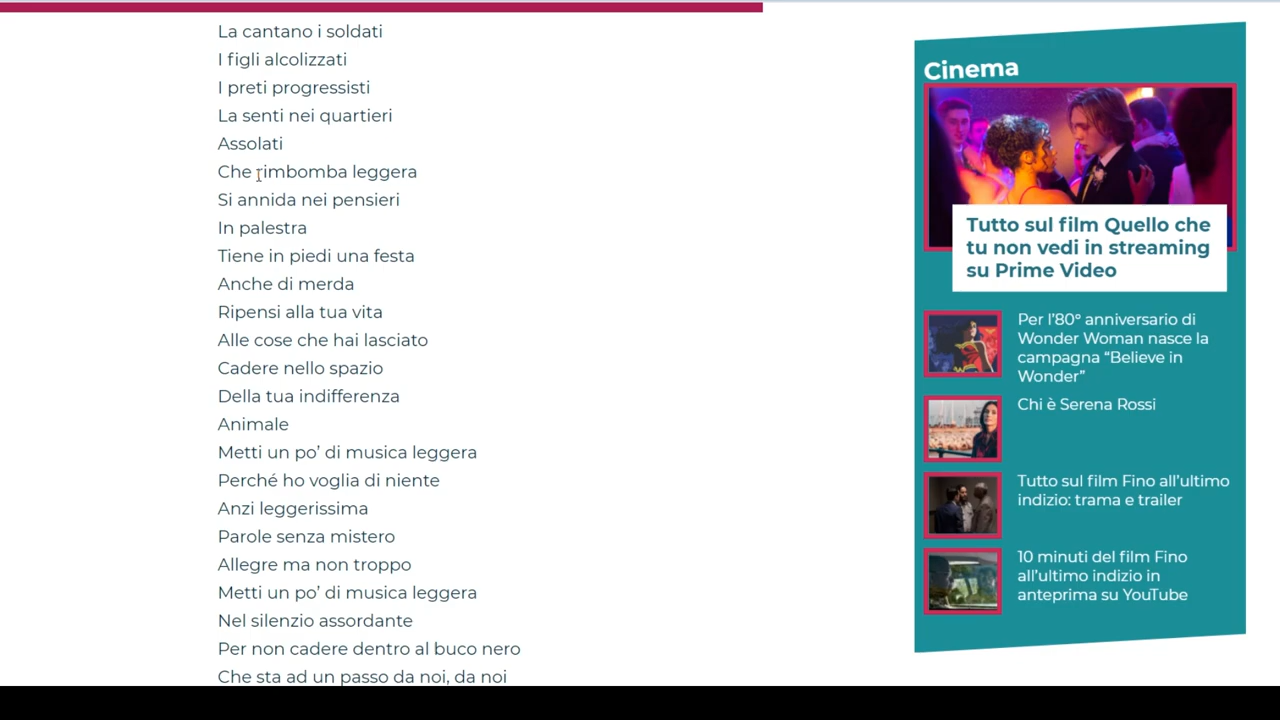 La cantano i soldati
I figli alcolizzati
I preti progressisti
La senti nei quartieri
Assolati
Che rimbomba leggera
Si annida nei pensieri
In palestra
Tiene in piedi una festa
Anche di merda
Ripensi alla tua vita
Alle cose che hai lasciato
Cadere nello spazio
Della tua indifferenza
Animale
Metti un po’ di musica leggera
Perché ho voglia di niente
Anzi leggerissima
Parole senza mistero
Allegre ma non troppo
Metti un po’ di musica leggera
Nel silenzio assordante
Per non cadere dentro al buco nero
Che sta ad un passo da noi, da noi
Cinema
Tutto sul film Quello che
tu non vedi in streaming
su Prime Video
Per l’80° anniversario di
Wonder Woman nasce la
campagna “Believe in
Wonder”
Chi è Serena Rossi
Tutto sul film Fino all’ultimo
indizio: trama e trailer
10 minuti del film Fino
all’ultimo indizio in
anteprima su YouTube